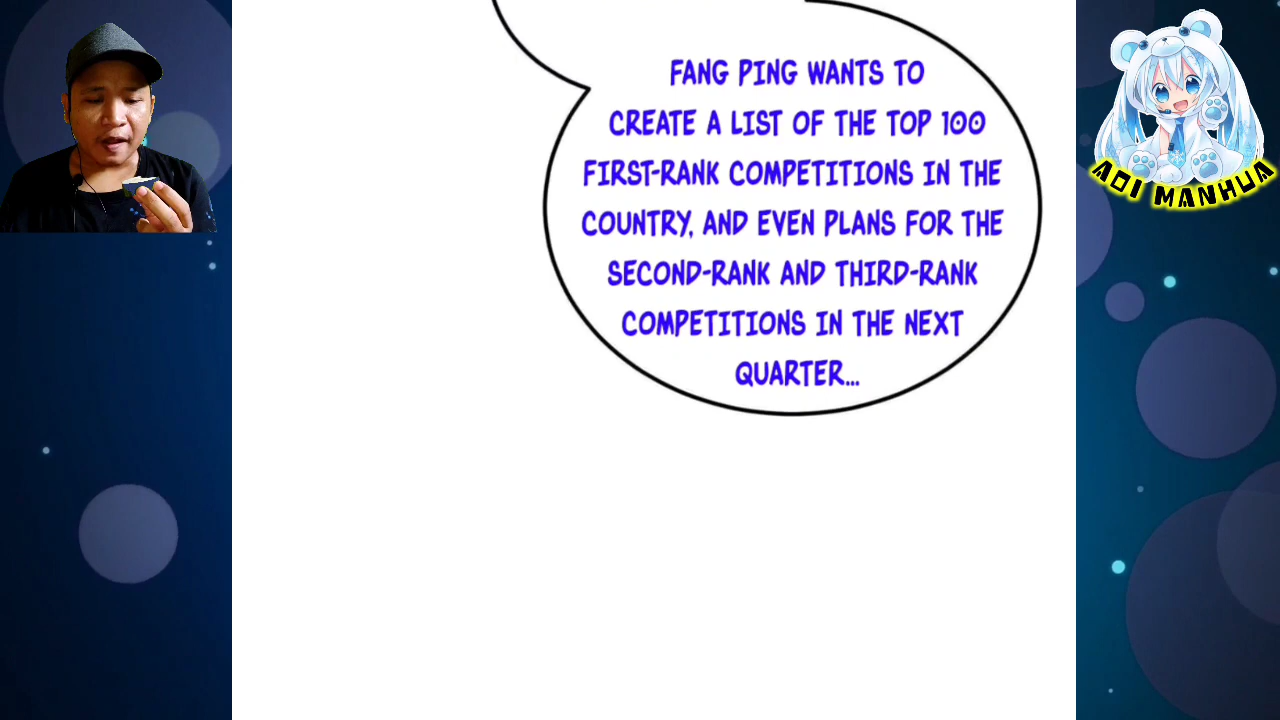 FANG PING WANTS TO
CREATE A LIST OF THE TOP 100
FIRST-RANK COMPETITIONS IN THE
COUNTRY, AND EVEN PLANS FOR THE
SECOND-RANK AND THIRD-RANK
COMPETITIONS IN THE NEXT
QUARTER...
AOI MANHUA